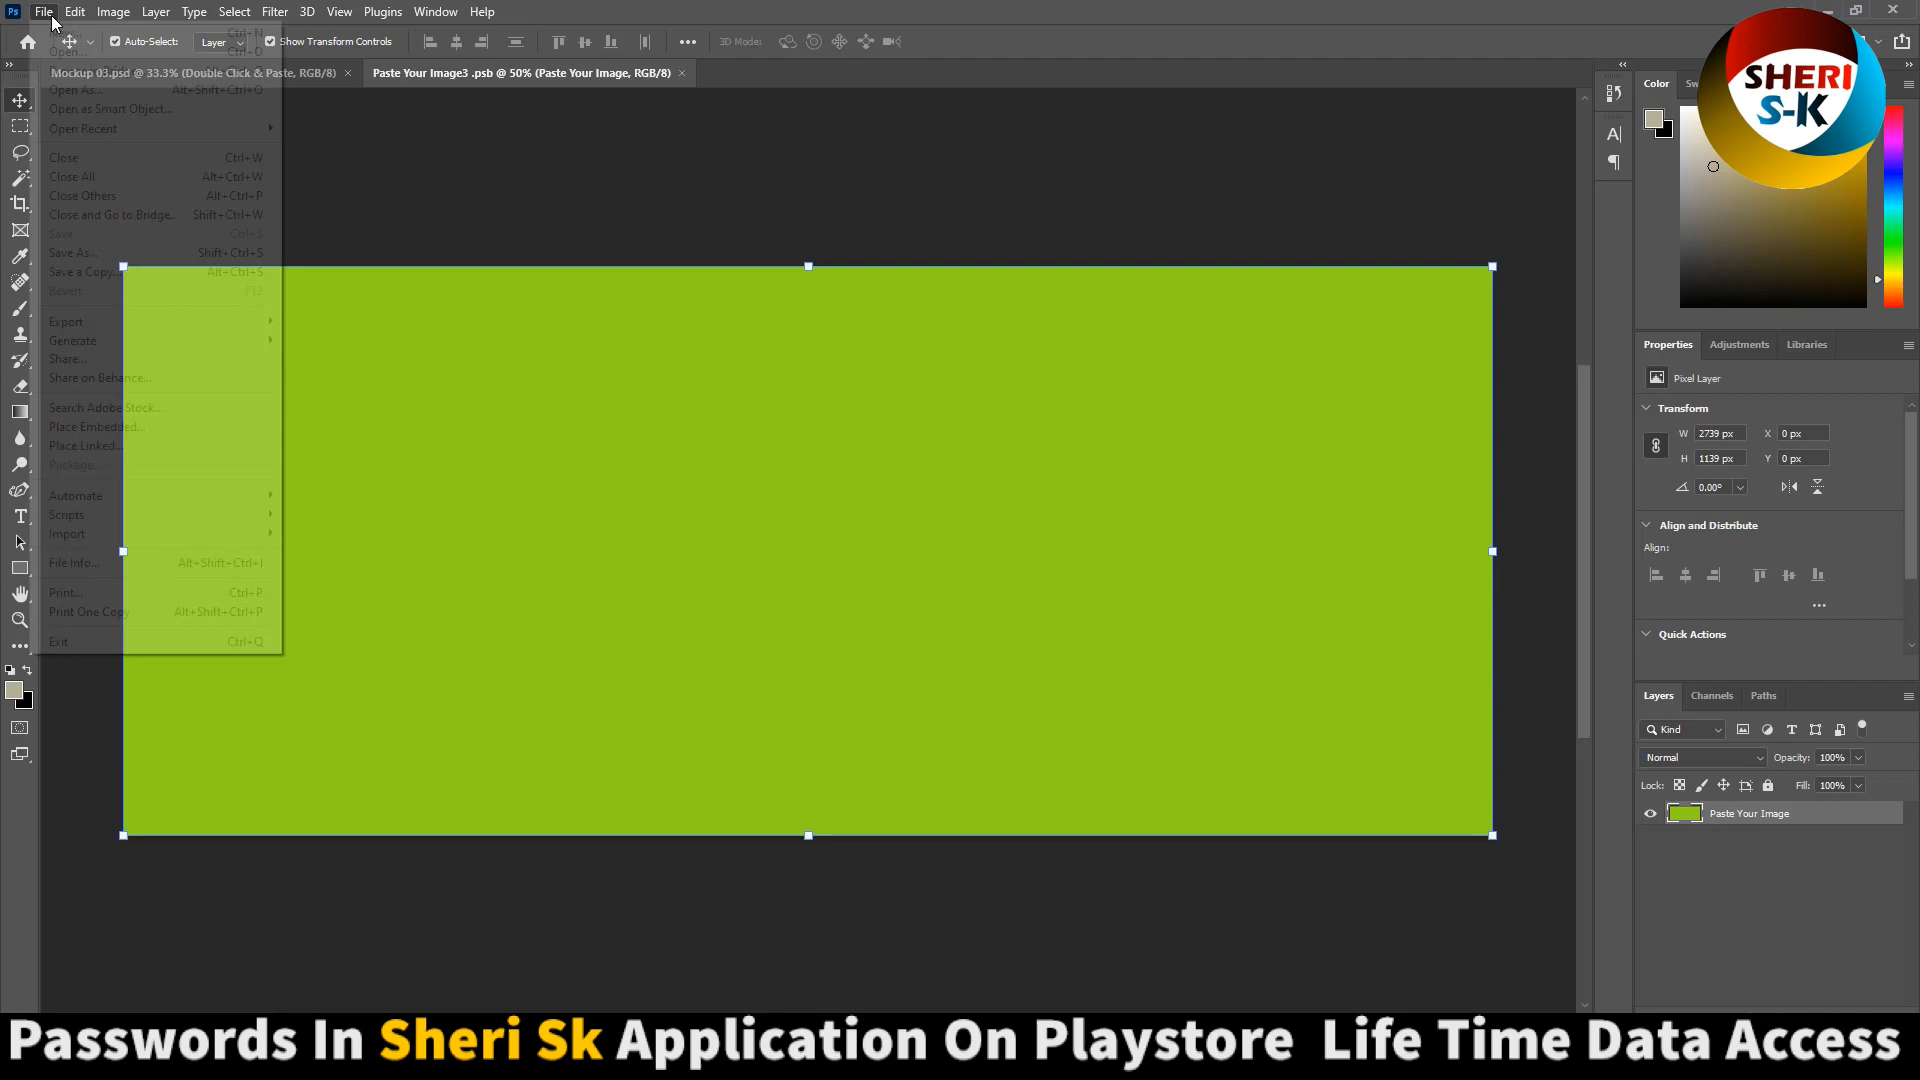 Ps File Edit Image Layer Type Select Filter 3D View Plugins Window Help
Auto-Select: Layer Show Transform Controls 3D Mode:
Mockup 03.psd @ 33.3% (Double Click & Paste, RGB/8) × Paste Your Image3 .psb @ 50% (Paste Your Image, RGB/8) ×
Ctrl+N
Open... Ctrl+O
Open As... Alt+Shift+Ctrl+O
Open as Smart Object...
Open Recent
Close Ctrl+W
Close All Alt+Ctrl+W
Close Others Alt+Ctrl+P
Close and Go to Bridge... Shift+Ctrl+W
Save Ctrl+S
Save As... Shift+Ctrl+S
Save a Copy... Alt+Ctrl+S
Revert F12
Export
Generate
Share...
Share on Behance...
Search Adobe Stock...
Place Embedded...
Place Linked...
Package...
Automate
Scripts
Import
File Info... Alt+Shift+Ctrl+I
Print... Ctrl+P
Print One Copy Alt+Shift+Ctrl+P
Exit Ctrl+Q
SHERI
S-K
Color Sw
Properties Adjustments Libraries
Pixel Layer
Transform
W 2739 px X 0 px
H 1139 px Y 0 px
0.00°
Align and Distribute
Align:
Quick Actions
Layers Channels Paths
Kind
Normal Opacity: 100%
Lock: Fill: 100%
Paste Your Image
Passwords In Sheri Sk Application On Playstore Life Time Data Access